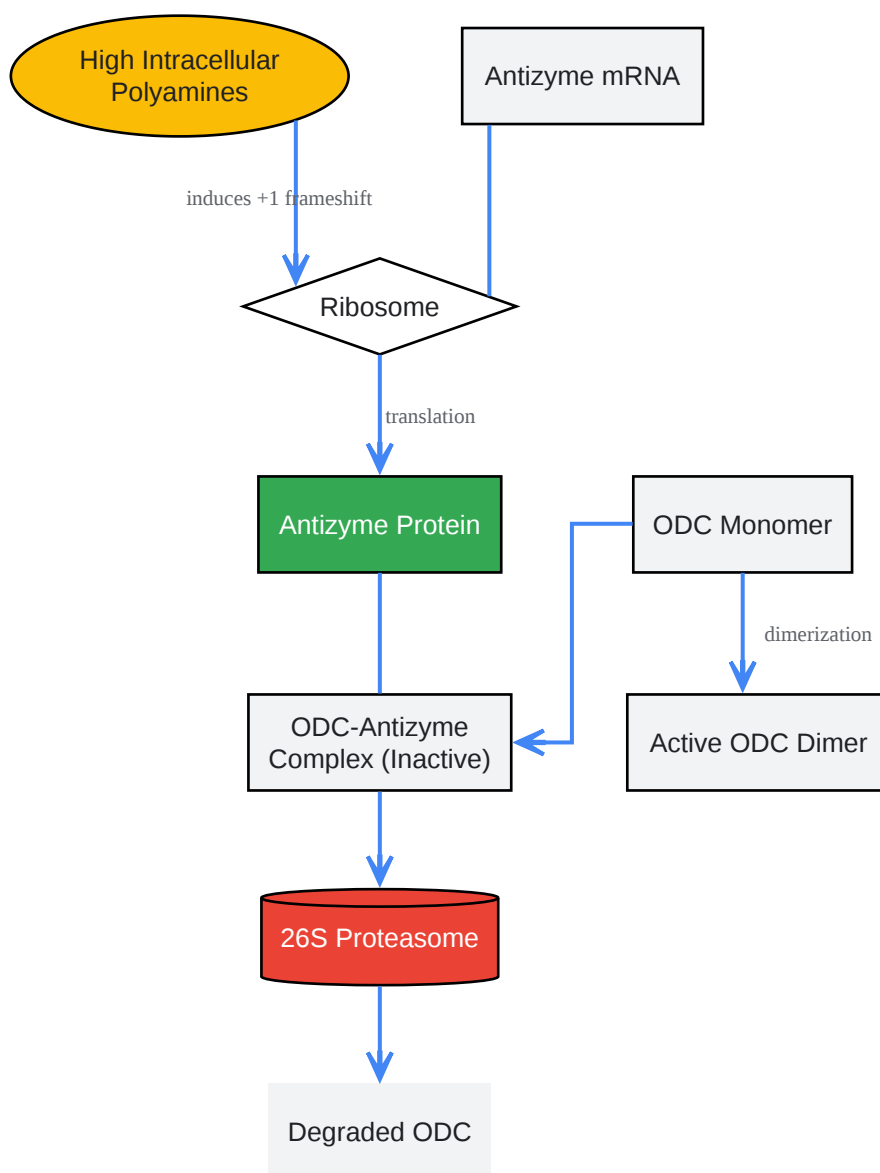 High Intracellular
Polyamines
Antizyme mRNA
induces +1 frameshift
Ribosome
translation
Antizyme Protein
ODC Monomer
dimerization
ODC-Antizyme
Complex (Inactive)
Active ODC Dimer
26S Proteasome
Degraded ODC